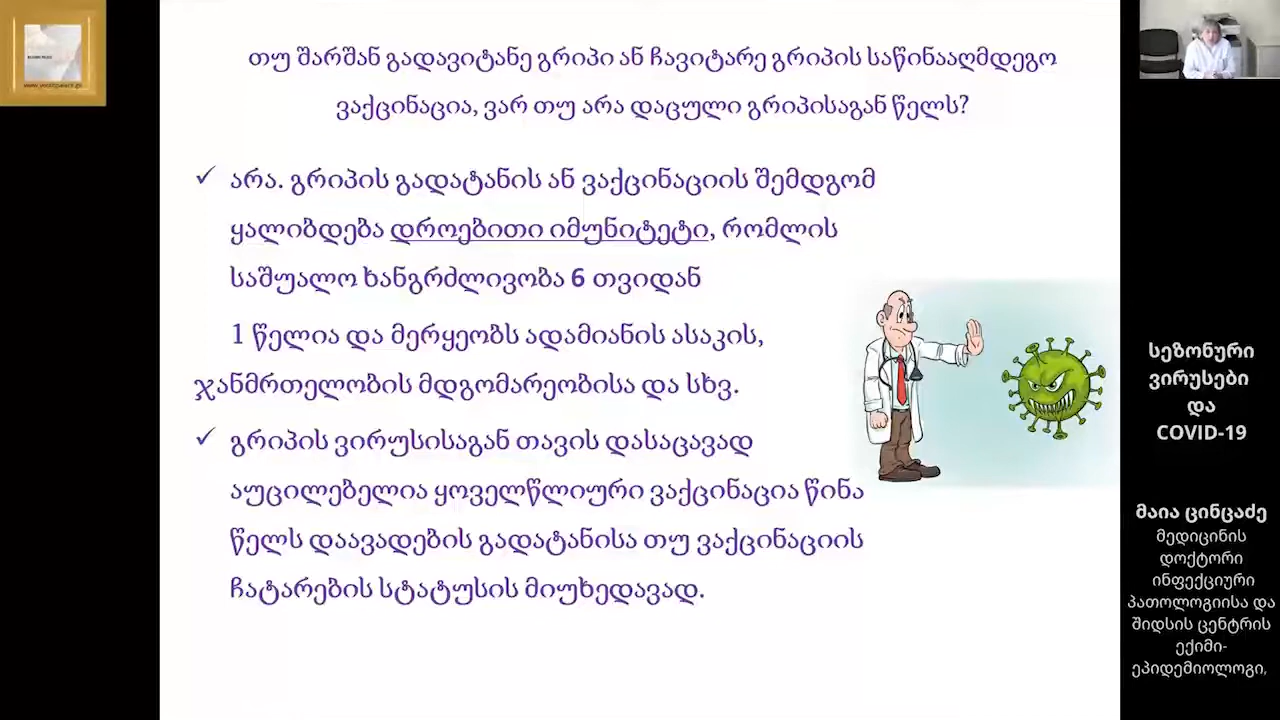 თუ შარშან გადავიტანე გრიპი ან ჩავიტარე გრიპის საწინააღმდეგო
ვაქცინაცია, ვარ თუ არა დაცული გრიპისაგან წელს?
✓ არა. გრიპის გადატანის ან ვაქცინაციის შემდგომ
ყალიბდება დროებითი იმუნიტეტი, რომლის
საშუალო ხანგრძლივობა 6 თვიდან
1 წელია და მერყეობს ადამიანის ასაკის,
ჯანმრთელობის მდგომარეობისა და სხვ.
✓ გრიპის ვირუსისაგან თავის დასაცავად
აუცილებელია ყოველწლიური ვაქცინაცია წინა
წელს დაავადების გადატანისა თუ ვაქცინაციის
ჩატარების სტატუსის მიუხედავად.
სეზონური
ვირუსები
და
COVID-19
მაია ცინცაძე
მედიცინის
დოქტორი
ინფექციური
პათოლოგიისა და
შიდსის ცენტრის
ექიმი-
ეპიდემიოლოგი,